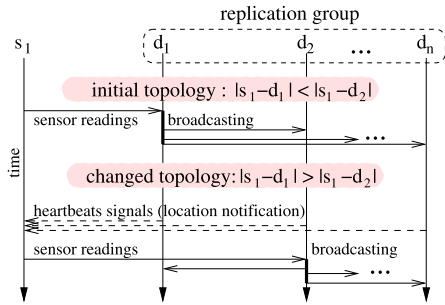 replication group
s1 d1 d2 ... dn
initial topology : |s1–d1| < |s1–d2|
sensor readings broadcasting
...
time
changed topology: |s1–d1| > |s1–d2|
heartbeats signals (location notification)
sensor readings broadcasting
...